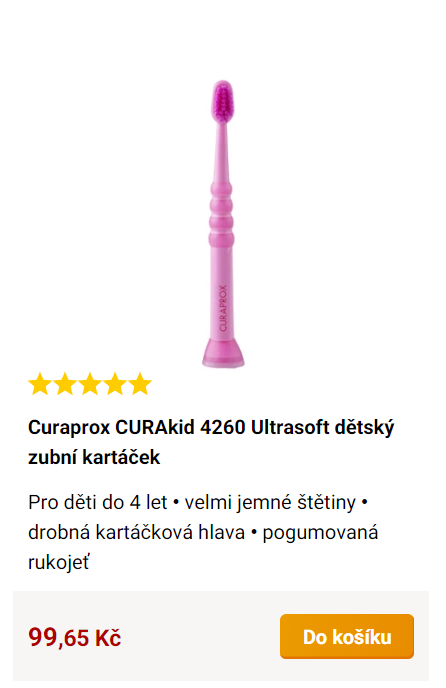 CURAPROX
Curaprox CURAkid 4260 Ultrasoft dětský
zubní kartáček
Pro děti do 4 let • velmi jemné štětiny •
drobná kartáčková hlava • pogumovaná
rukojeť
99,65 Kč
Do košíku